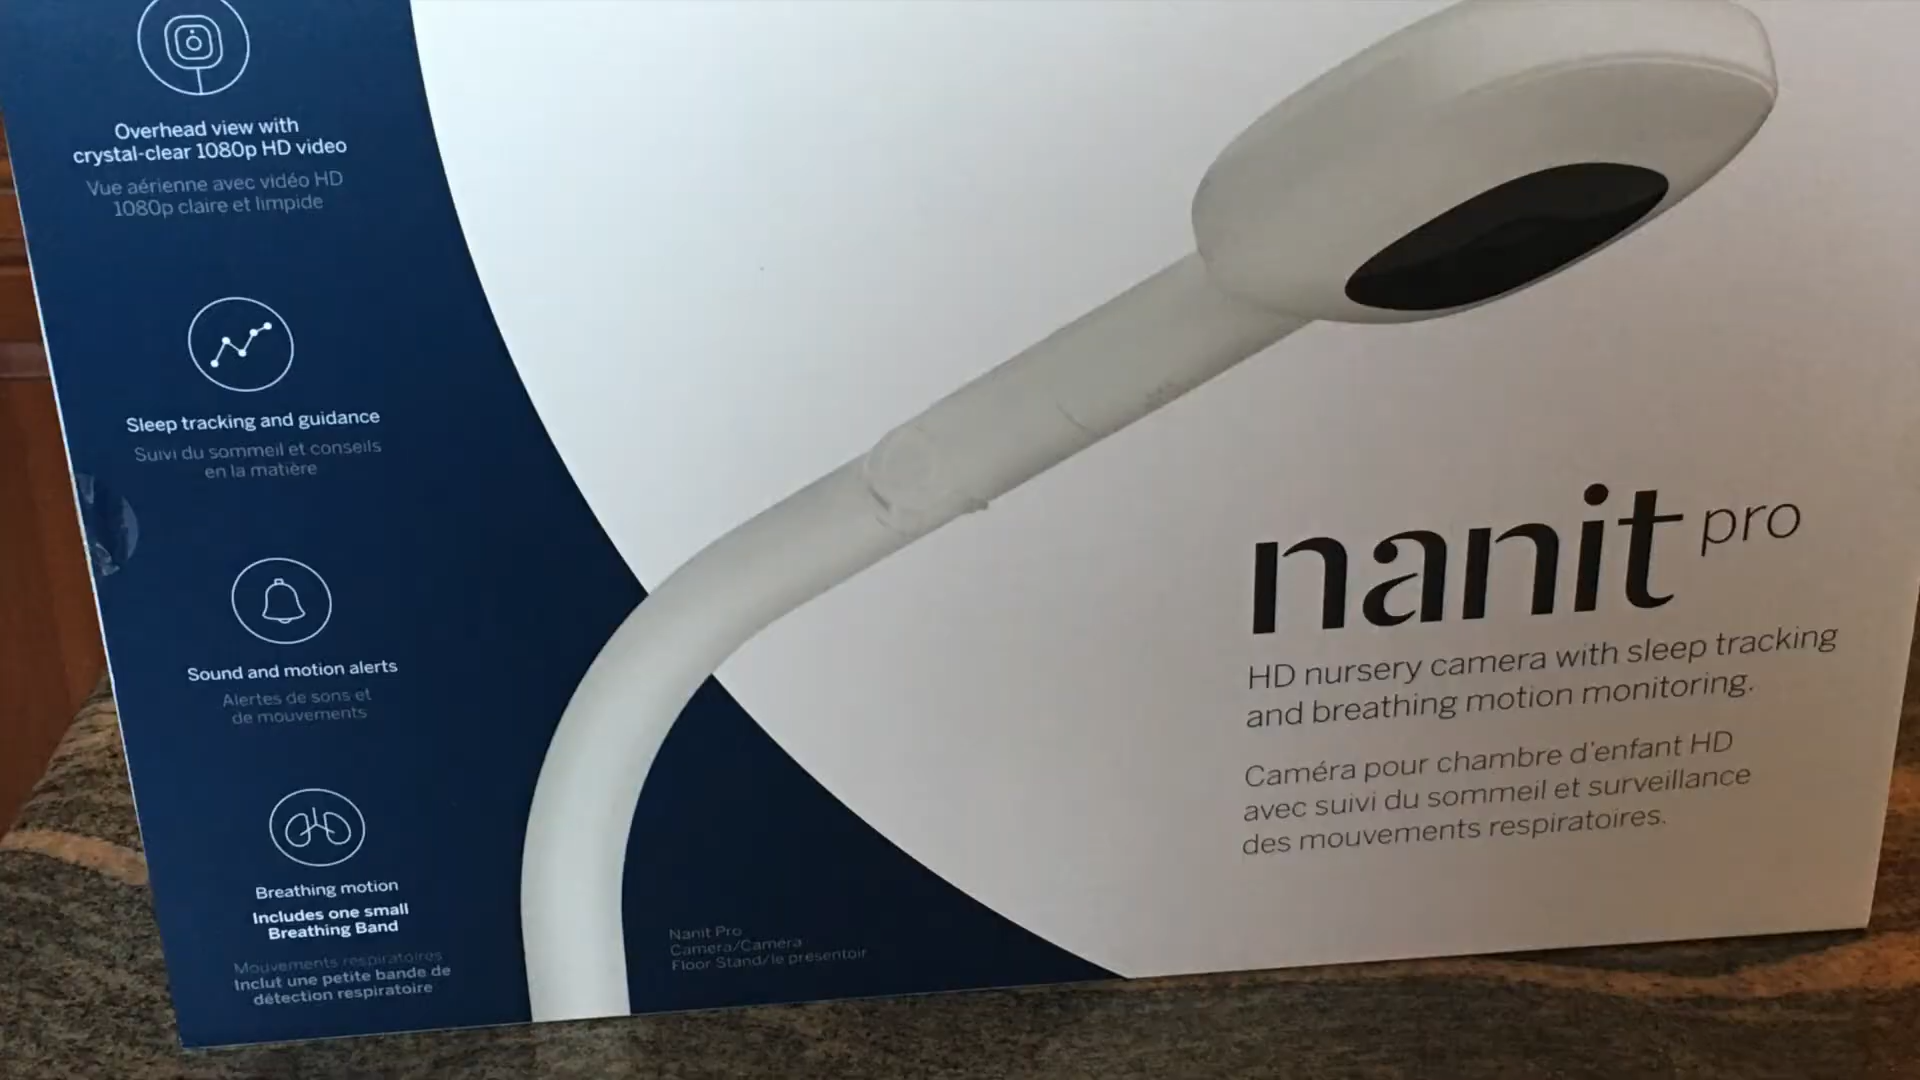 Overhead view with
crystal-clear 1080p HD video
Vue aérienne avec vidéo HD
1080p claire et limpide
Sleep tracking and guidance
Suivi du sommeil et conseils
en la matière
Sound and motion alerts
Alertes de sons et
de mouvements
Breathing motion
Includes one small
Breathing Band
Mouvements respiratoires
Inclut une petite bande de
détection respiratoire
Nanit Pro
Camera/Caméra
Floor Stand/le présentoir
nanit pro
HD nursery camera with sleep tracking
and breathing motion monitoring.
Caméra pour chambre d'enfant HD
avec suivi du sommeil et surveillance
des mouvements respiratoires.